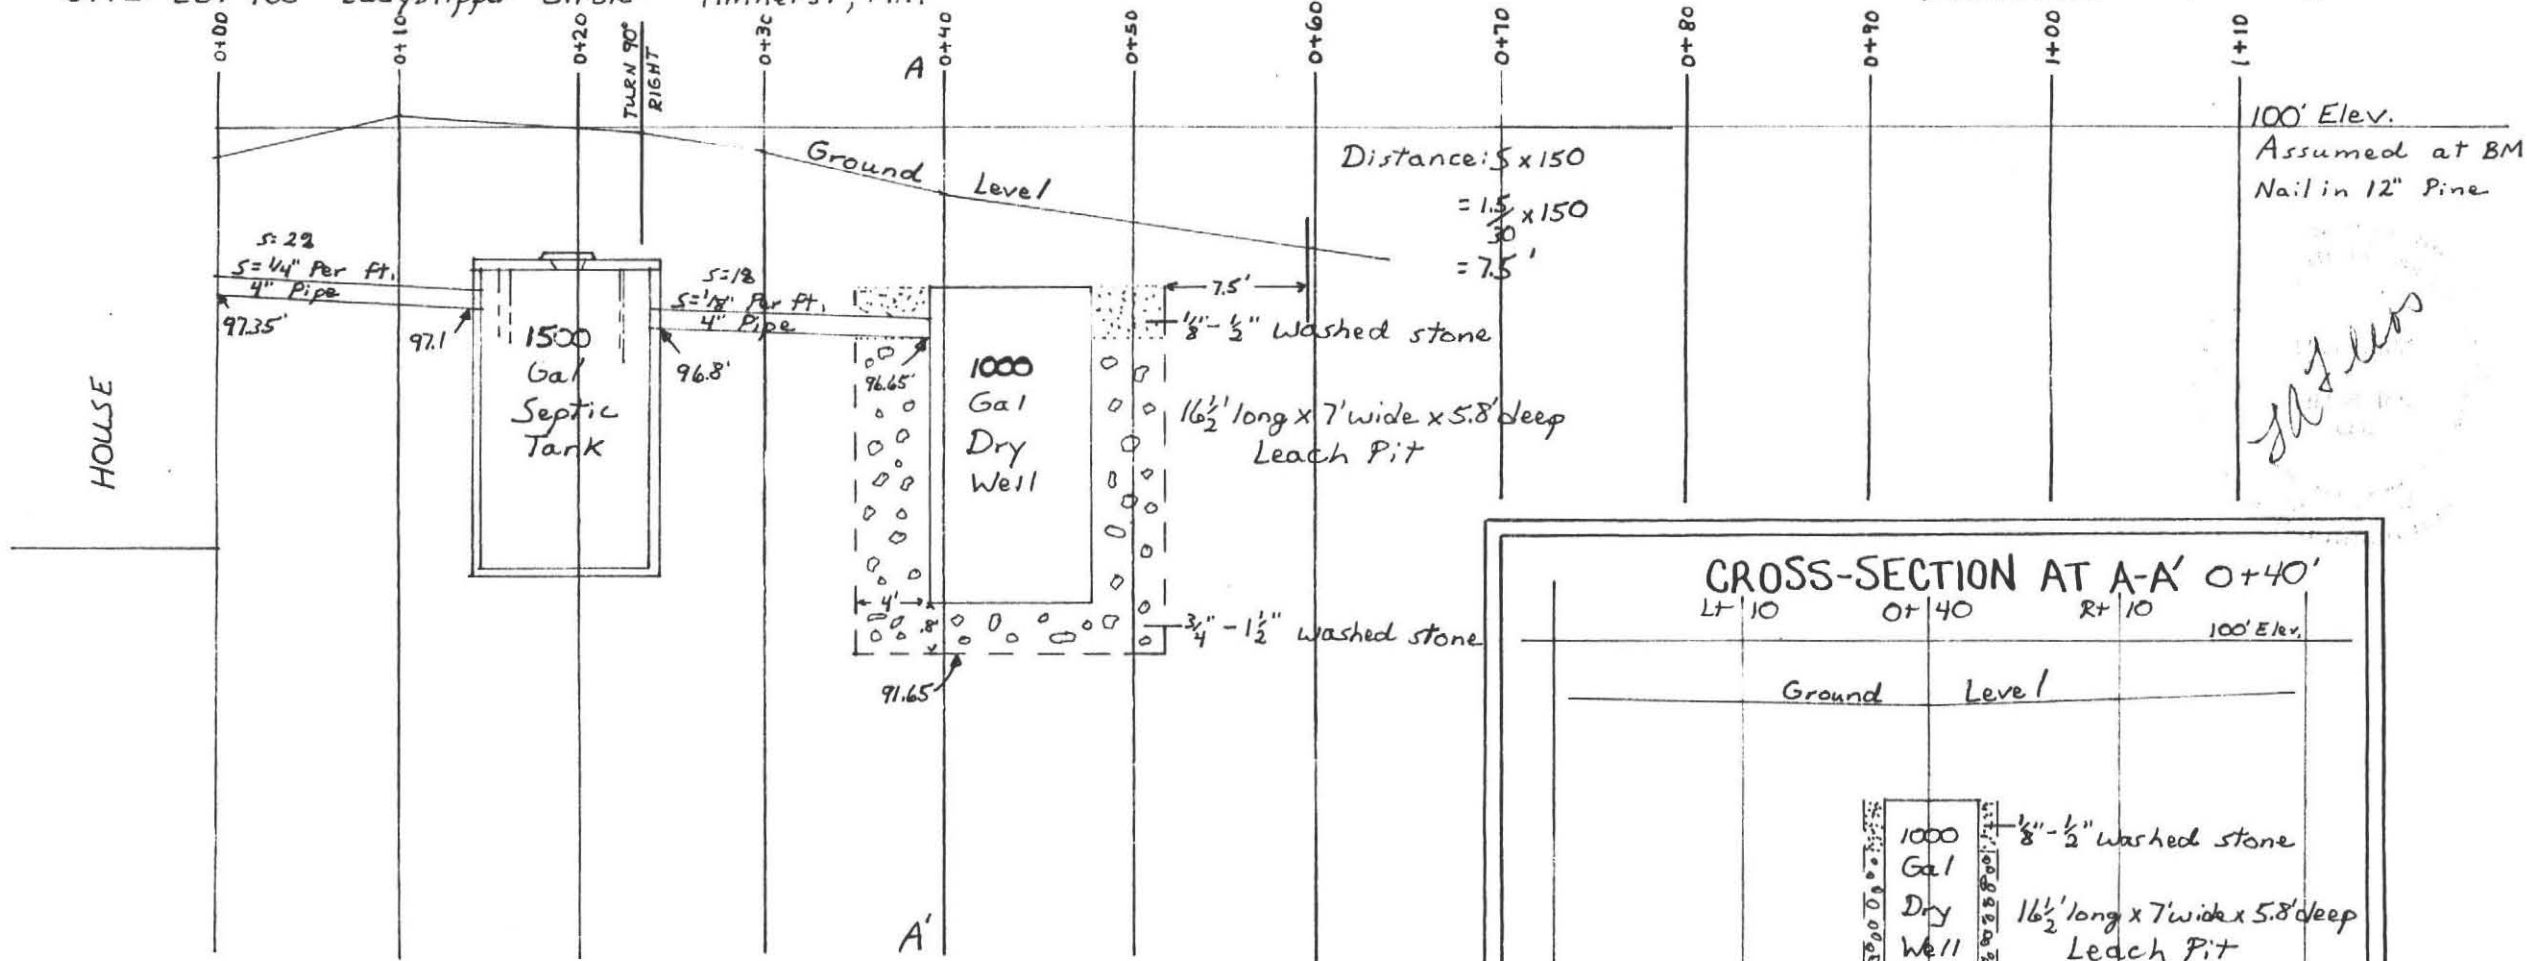 0+00
0+10
0+20
TURN 90°
RIGHT
0+30
0+40
0+50
0+60
0+70
0+80
0+90
1+00
1+10
A
100' Elev.
Assumed at BM
Nail in 12" Pine
Ground Level
Distance: S x 150
= 1.5/30 x 150
= 7.5'
S=1/4" Per ft.
4" Pipe
97.35'
97.1
1500
Gal
Septic
Tank
S=1/8" Per ft.
4" Pipe
96.8'
96.65'
HOUSE
1000
Gal
Dry
Well
7.5'
1/8" - 1/2" washed stone
16 1/2' long x 7' wide x 5.8' deep
Leach Pit
4'
.8'
3/4" - 1 1/2" washed stone
91.65'
A'
CROSS-SECTION AT A-A' 0+40'
Lt 10
0+40
Rt 10
100' Elev.
Ground Level
1000
Gal
Dry
Well
1/8" - 1/2" washed stone
16 1/2' long x 7' wide x 5.8' deep
Leach Pit